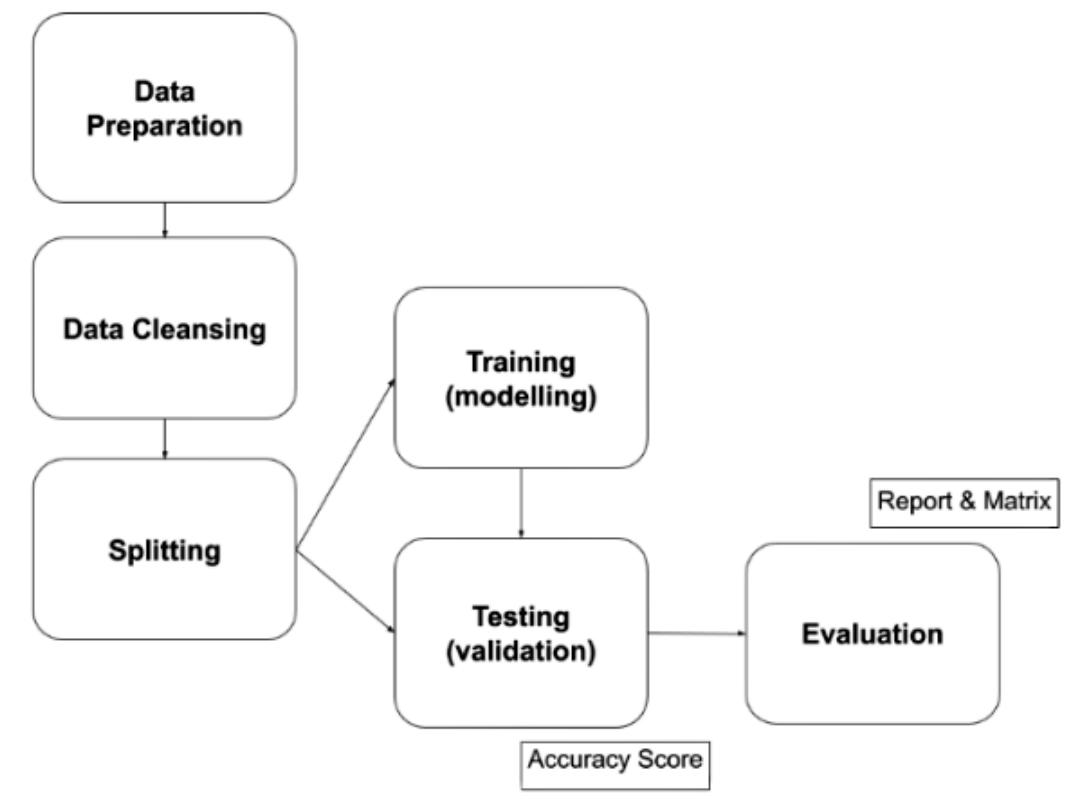 Data
Preparation
Data Cleansing
Splitting
Training
(modelling)
Testing
(validation)
Accuracy Score
Report & Matrix
Evaluation